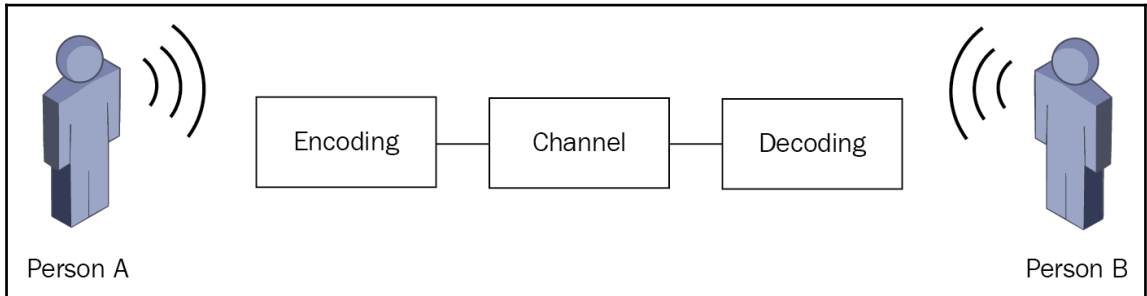 Encoding
Channel
Decoding
Person A
Person B